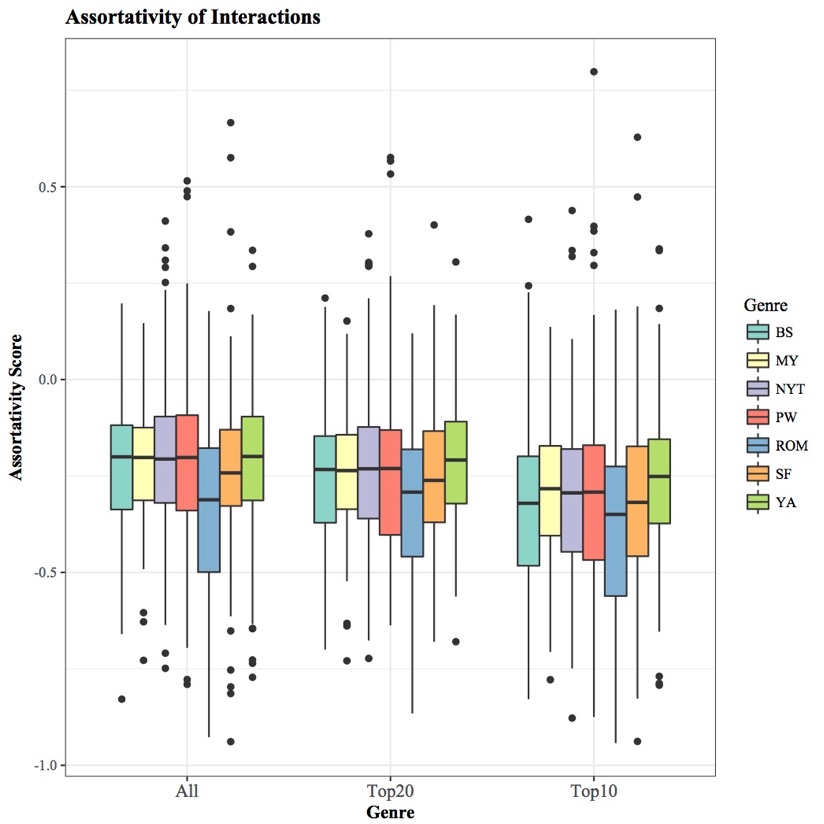 Assortativity of Interactions
Assortativity Score
0.5
0.0
-0.5
-1.0
All
Top20
Top10
Genre
Genre
BS
MY
NYT
PW
ROM
SF
YA